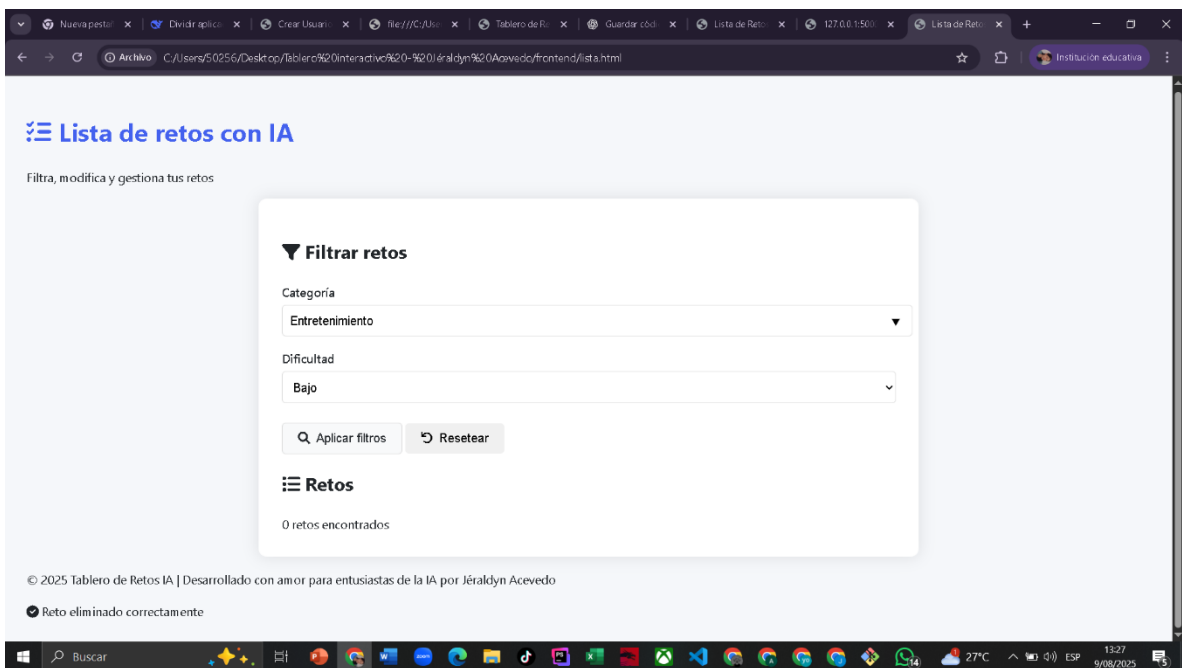 Nueva pestañ
Dividir aplica
Crear Usuario
file:///C:/Use
Tablero de Re
Guardar códi
Lista de Reto
127.0.0.1:500
Lista de Reto
Archivo C:/Users/50256/Desktop/Tablero%20interactivo%20-%20Jéraldyn%20Acevedo/frontend/lista.html
Institución educativa
Lista de retos con IA
Filtra, modifica y gestiona tus retos
Filtrar retos
Categoría
Entretenimiento
Dificultad
Bajo
Aplicar filtros
Resetear
Retos
0 retos encontrados
© 2025 Tablero de Retos IA | Desarrollado con amor para entusiastas de la IA por Jéraldyn Acevedo
Reto eliminado correctamente
Buscar
27°C
ESP
13:27
9/08/2025